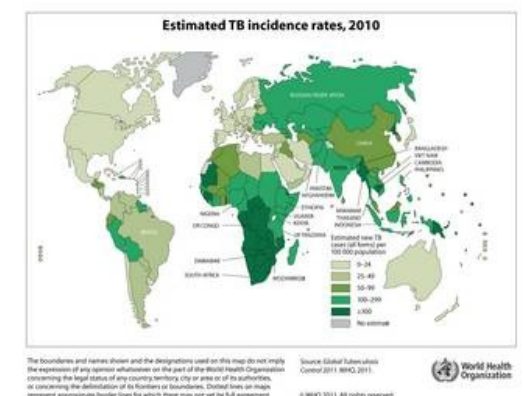 Estimated TB incidence rates, 2010
RUSSIAN FEDERATION
CHINA
INDIA
BRAZIL
BANGLADESH
VIET NAM
CAMBODIA
PHILIPPINES
PAKISTAN
AFGHANISTAN
ETHIOPIA
UGANDA
KENYA
UR TANZANIA
MYANMAR
THAILAND
INDONESIA
NIGERIA
DR CONGO
ZIMBABWE
SOUTH AFRICA
MOZAMBIQUE
Estimated new TB
cases (all forms) per
100 000 population
0–24
25–49
50–99
100–299
≥300
No estimate
The boundaries and names shown and the designations used on this map do not imply
the expression of any opinion whatsoever on the part of the World Health Organization
concerning the legal status of any country, territory, city or area or of its authorities,
or concerning the delimitation of its frontiers or boundaries. Dotted lines on maps
represent approximate border lines for which there may not yet be full agreement.
Source: Global Tuberculosis
Control 2011. WHO, 2011.
© WHO 2011. All rights reserved.
World Health
Organization